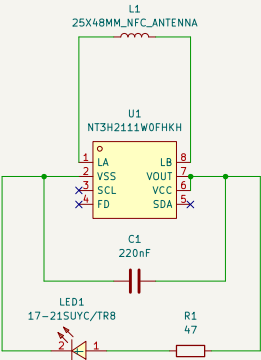 L1
25X48MM_NFC_ANTENNA
U1
NT3H2111W0FHKH
1 LA LB 8
2 VSS VOUT 7
3 SCL VCC 6
4 FD SDA 5
C1
220nF
LED1
17-21SUYC/TR8
R1
47
2 1